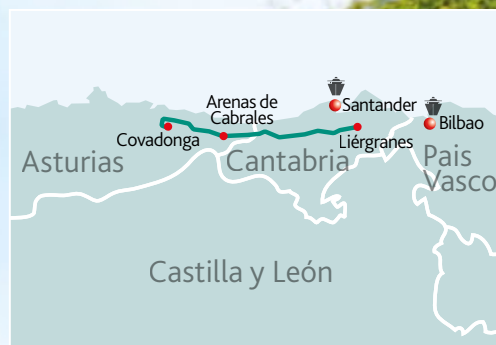 Arenas de
Cabrales
Santander
Bilbao
Covadonga
Liérgranes
Asturias
Cantabria
Pais
Vasco
Castilla y León